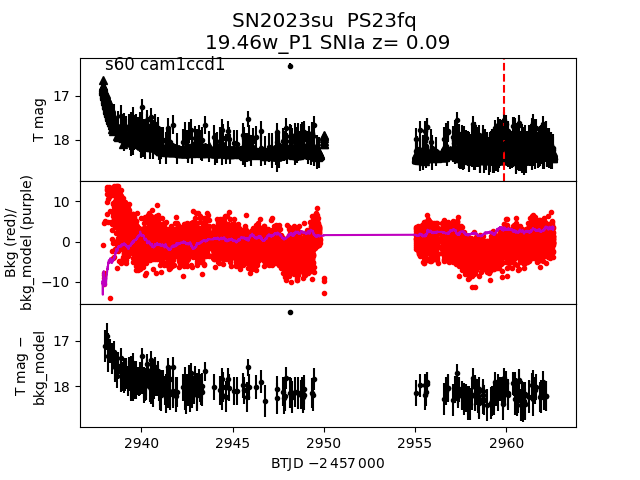 SN2023su  PS23fq
19.46w_P1 SNIa z= 0.09
s60 cam1ccd1
T mag
17
18
Bkg (red)/
bkg_model (purple)
10
0
−10
T mag −
bkg_model
17
18
2940
2945
2950
2955
2960
BTJD −2 457 000